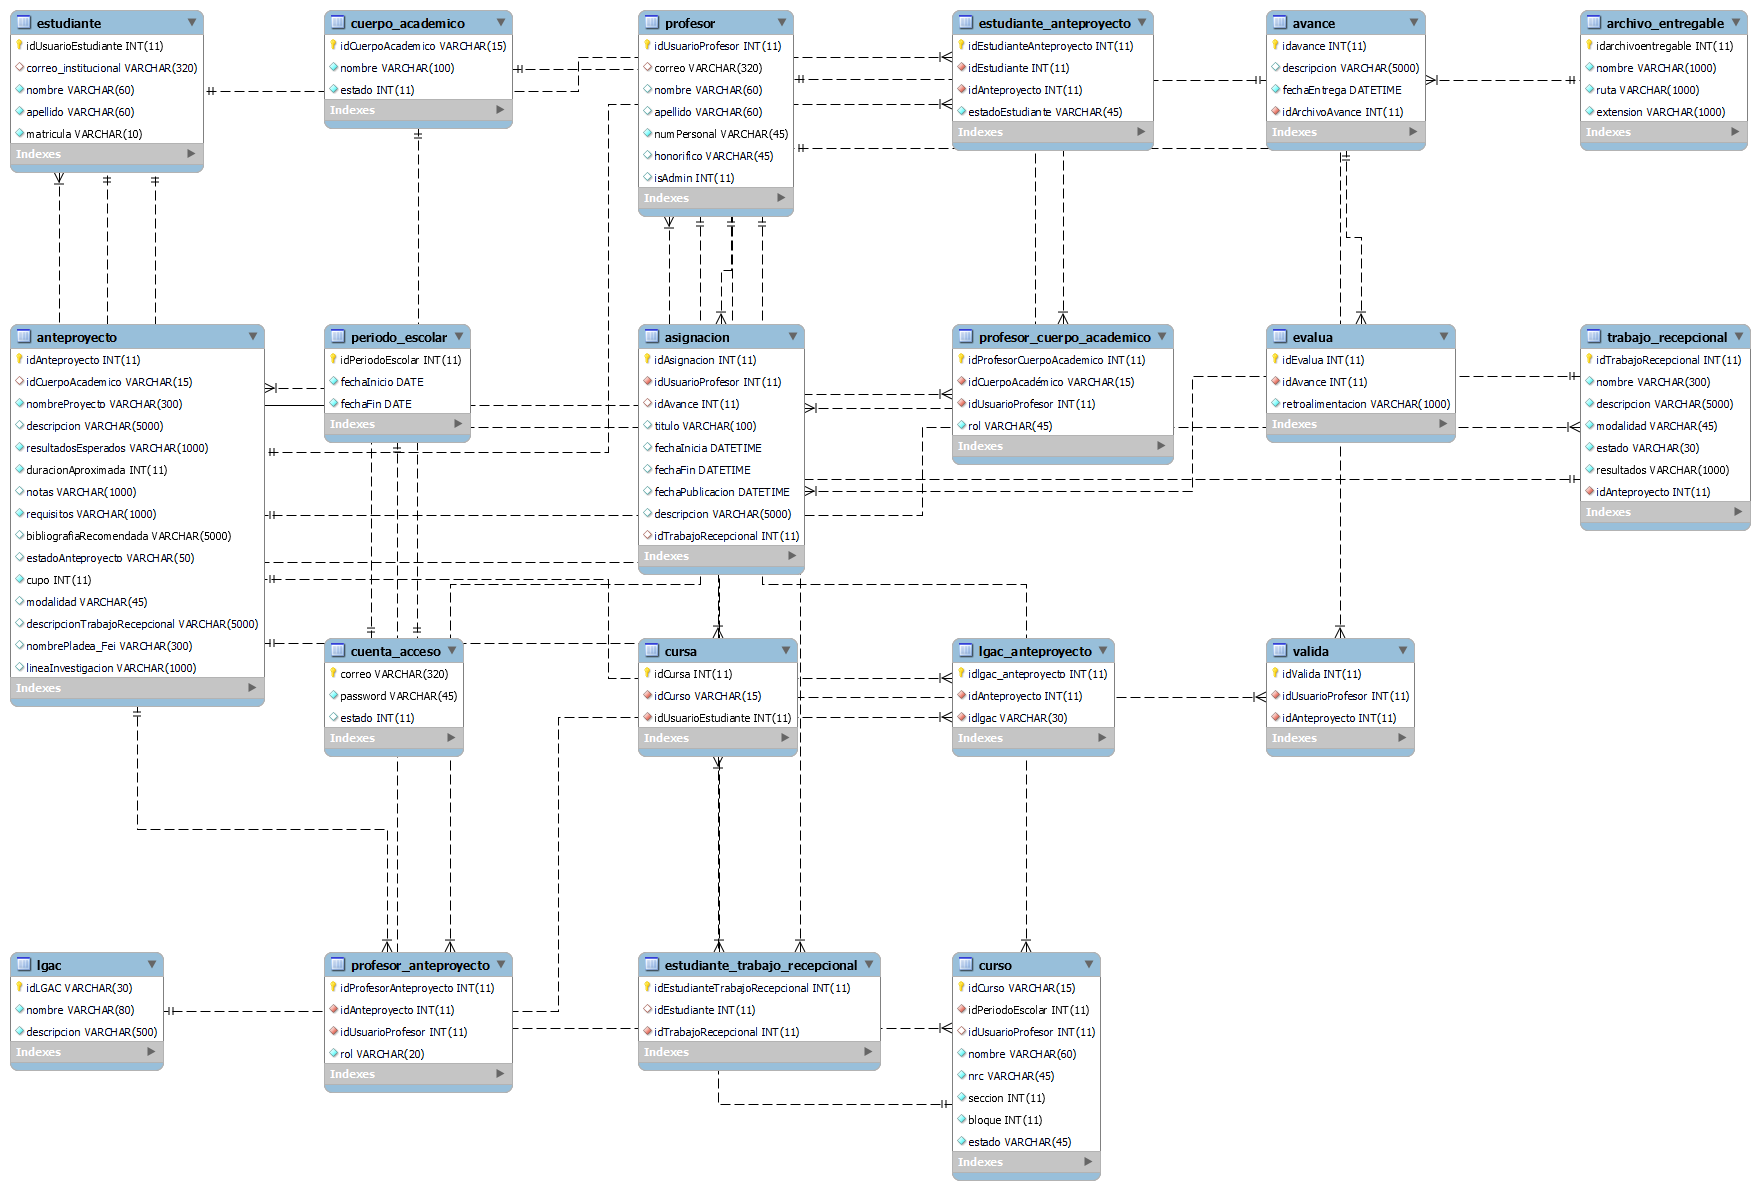 estudiante
idUsuarioEstudiante INT(11)
correo_institucional VARCHAR(320)
nombre VARCHAR(60)
apellido VARCHAR(60)
matricula VARCHAR(10)
Indexes
cuerpo_academico
idCuerpoAcademico VARCHAR(15)
nombre VARCHAR(100)
estado INT(11)
Indexes
profesor
idUsuarioProfesor INT(11)
correo VARCHAR(320)
nombre VARCHAR(60)
apellido VARCHAR(60)
numPersonal VARCHAR(45)
honorifico VARCHAR(45)
isAdmin INT(11)
Indexes
estudiante_anteproyecto
idEstudianteAnteproyecto INT(11)
idEstudiante INT(11)
idAnteproyecto INT(11)
estadoEstudiante VARCHAR(45)
Indexes
avance
idavance INT(11)
descripcion VARCHAR(5000)
fechaEntrega DATETIME
idArchivoAvance INT(11)
Indexes
archivo_entregable
idarchivoentregable INT(11)
nombre VARCHAR(1000)
ruta VARCHAR(1000)
extension VARCHAR(1000)
Indexes
anteproyecto
idAnteproyecto INT(11)
idCuerpoAcademico VARCHAR(15)
nombreProyecto VARCHAR(300)
descripcion VARCHAR(5000)
resultadosEsperados VARCHAR(1000)
duracionAproximada INT(11)
notas VARCHAR(1000)
requisitos VARCHAR(1000)
bibliografiaRecomendada VARCHAR(5000)
estadoAnteproyecto VARCHAR(50)
cupo INT(11)
modalidad VARCHAR(45)
descripcionTrabajoRecepcional VARCHAR(5000)
nombrePladea_Fei VARCHAR(300)
lineaInvestigacion VARCHAR(1000)
Indexes
periodo_escolar
idPeriodoEscolar INT(11)
fechaInicio DATE
fechaFin DATE
Indexes
asignacion
idAsignacion INT(11)
idUsuarioProfesor INT(11)
idAvance INT(11)
titulo VARCHAR(100)
fechaInicia DATETIME
fechaFin DATETIME
fechaPublicacion DATETIME
descripcion VARCHAR(5000)
idTrabajoRecepcional INT(11)
Indexes
profesor_cuerpo_academico
idProfesorCuerpoAcademico INT(11)
idCuerpoAcadémico VARCHAR(15)
idUsuarioProfesor INT(11)
rol VARCHAR(45)
Indexes
evalua
idEvalua INT(11)
idAvance INT(11)
retroalimentacion VARCHAR(1000)
Indexes
trabajo_recepcional
idTrabajoRecepcional INT(11)
nombre VARCHAR(300)
descripcion VARCHAR(5000)
modalidad VARCHAR(45)
estado VARCHAR(30)
resultados VARCHAR(1000)
idAnteproyecto INT(11)
Indexes
cuenta_acceso
correo VARCHAR(320)
password VARCHAR(45)
estado INT(11)
Indexes
cursa
idCursa INT(11)
idCurso VARCHAR(15)
idUsuarioEstudiante INT(11)
Indexes
lgac_anteproyecto
idlgac_anteproyecto INT(11)
idAnteproyecto INT(11)
idlgac VARCHAR(30)
Indexes
valida
idValida INT(11)
idUsuarioProfesor INT(11)
idAnteproyecto INT(11)
Indexes
lgac
idLGAC VARCHAR(30)
nombre VARCHAR(80)
descripcion VARCHAR(500)
Indexes
profesor_anteproyecto
idProfesorAnteproyecto INT(11)
idAnteproyecto INT(11)
idUsuarioProfesor INT(11)
rol VARCHAR(20)
Indexes
estudiante_trabajo_recepcional
idEstudianteTrabajoRecepcional INT(11)
idEstudiante INT(11)
idTrabajoRecepcional INT(11)
Indexes
curso
idCurso VARCHAR(15)
idPeriodoEscolar INT(11)
idUsuarioProfesor INT(11)
nombre VARCHAR(60)
nrc VARCHAR(45)
seccion INT(11)
bloque INT(11)
estado VARCHAR(45)
Indexes